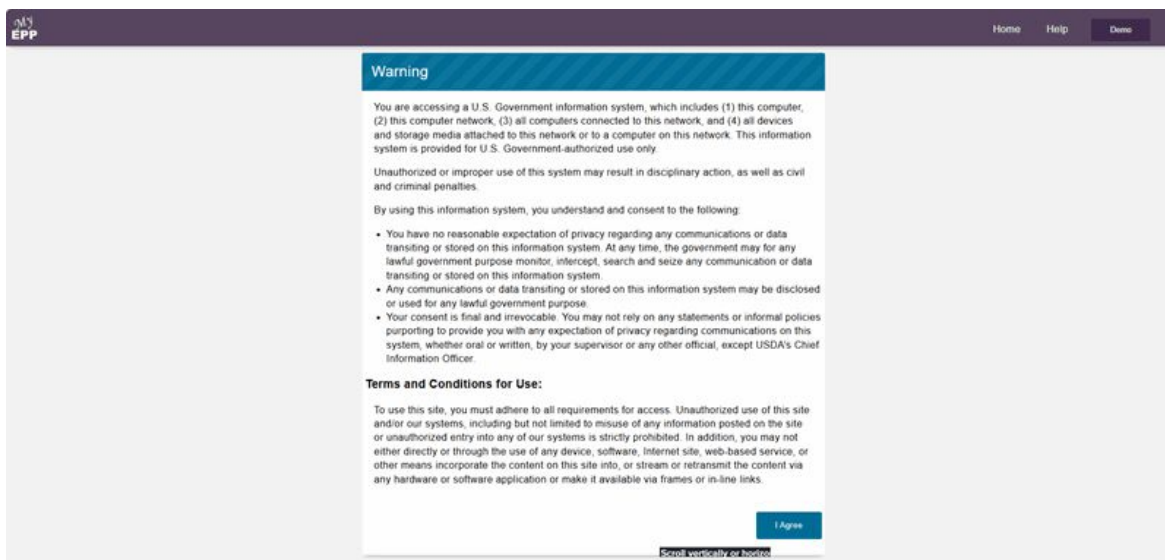 My
EPP
Home Help Demo
Warning
You are accessing a U.S. Government information system, which includes (1) this computer,
(2) this computer network, (3) all computers connected to this network, and (4) all devices
and storage media attached to this network or to a computer on this network. This information
system is provided for U.S. Government-authorized use only.
Unauthorized or improper use of this system may result in disciplinary action, as well as civil
and criminal penalties.
By using this information system, you understand and consent to the following:
• You have no reasonable expectation of privacy regarding any communications or data
transiting or stored on this information system. At any time, the government may for any
lawful government purpose monitor, intercept, search and seize any communication or data
transiting or stored on this information system.
• Any communications or data transiting or stored on this information system may be disclosed
or used for any lawful government purpose.
• Your consent is final and irrevocable. You may not rely on any statements or informal policies
purporting to provide you with any expectation of privacy regarding communications on this
system, whether oral or written, by your supervisor or any other official, except USDA's Chief
Information Officer.
Terms and Conditions for Use:
To use this site, you must adhere to all requirements for access. Unauthorized use of this site
and/or our systems, including but not limited to misuse of any information posted on the site
or unauthorized entry into any of our systems is strictly prohibited. In addition, you may not
either directly or through the use of any device, software, Internet site, web-based service, or
other means incorporate the content on this site into, or stream or retransmit the content via
any hardware or software application or make it available via frames or in-line links.
I Agree
Scroll vertically or horizo